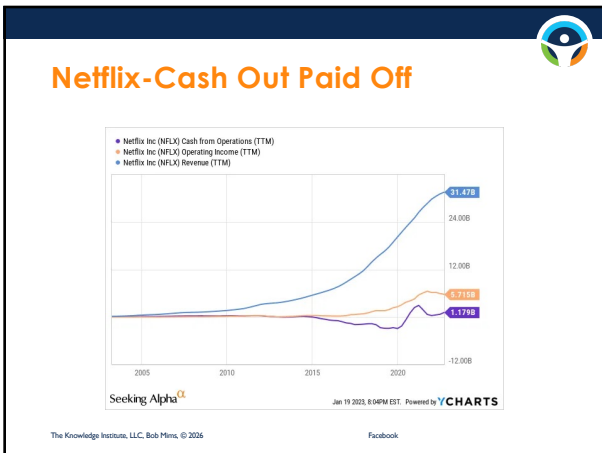 Netflix-Cash Out Paid Off
Netflix Inc (NFLX) Cash from Operations (TTM)
Netflix Inc (NFLX) Operating Income (TTM)
Netflix Inc (NFLX) Revenue (TTM)
31.47B
24.00B
12.00B
5.715B
1.179B
-12.00B
2005 2010 2015 2020
Seeking Alpha α
Jan 19 2023, 8:04PM EST. Powered by YCHARTS
The Knowledge Institute, LLC, Bob Mims, © 2026 Facebook